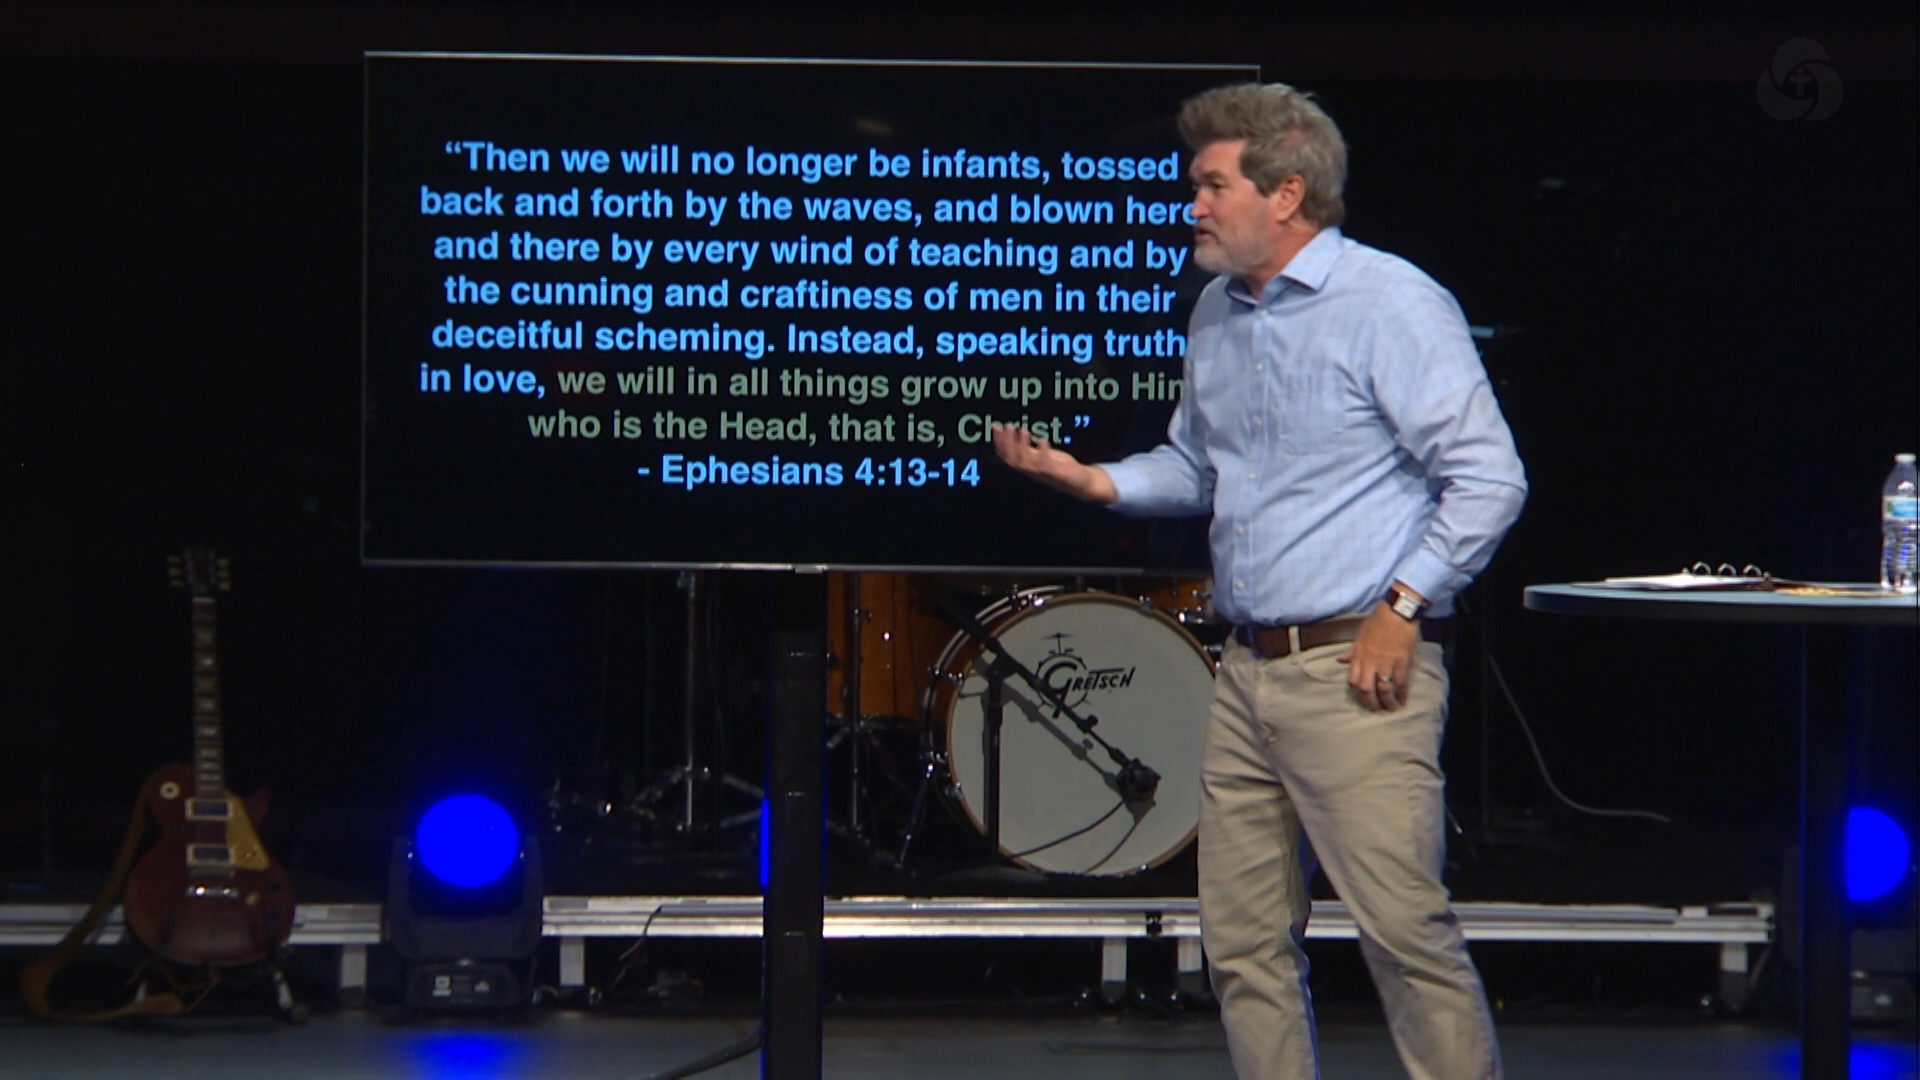 “Then we will no longer be infants, tossed
back and forth by the waves, and blown here
and there by every wind of teaching and by
the cunning and craftiness of men in their
deceitful scheming. Instead, speaking truth
in love, we will in all things grow up into Him
who is the Head, that is, Christ.”
- Ephesians 4:13-14
GRETSCH